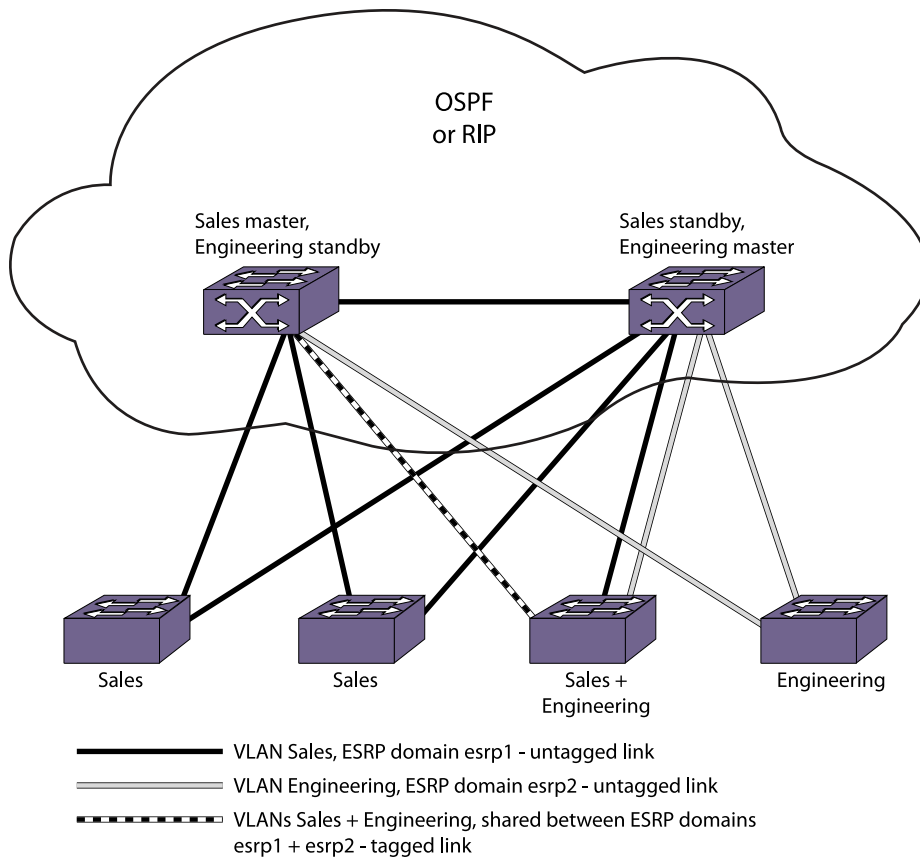 OSPF
or RIP
Sales master,
Engineering standby
Sales standby,
Engineering master
Sales
Sales
Sales +
Engineering
Engineering
VLAN Sales, ESRP domain esrp1 - untagged link
VLAN Engineering, ESRP domain esrp2 - untagged link
VLANs Sales + Engineering, shared between ESRP domains
esrp1 + esrp2 - tagged link